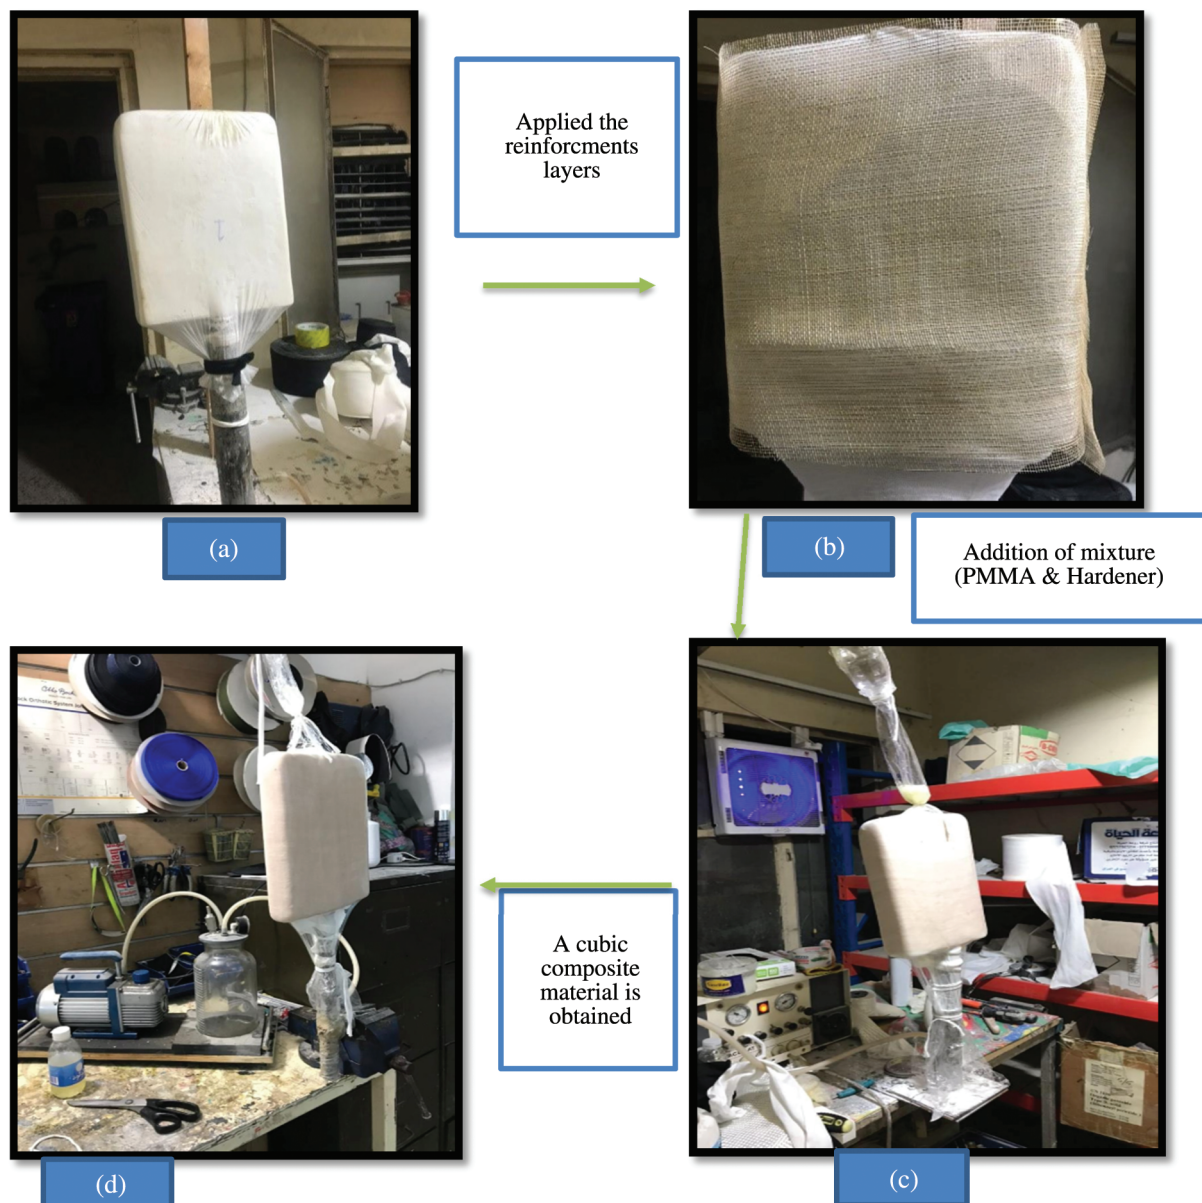 Applied the
reinforcments
layers
(a)
(b)
Addition of mixture
(PMMA & Hardener)
A cubic
composite
material is
obtained
(d)
(c)